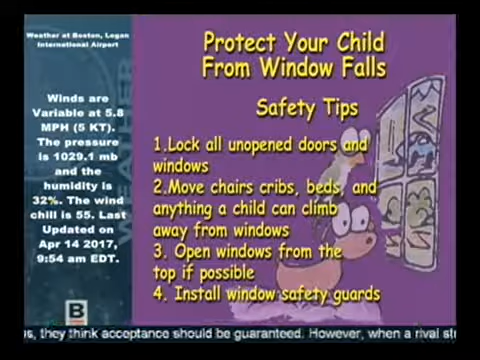 Weather at Boston, Logan
International Airport
Winds are
Variable at 5.8
MPH (5 KT).
The pressure
is 1029.1 mb
and the
humidity is
32%. The wind
chill is 55. Last
Updated on
Apr 14 2017,
9:54 am EDT.
Protect Your Child
From Window Falls
Safety Tips
1.Lock all unopened doors and
windows
2.Move chairs cribs, beds, and
anything a child can climb
away from windows
3. Open windows from the
top if possible
4. Install window safety guards
WEATHER
B
they think acceptance should be guaranteed. However, when a rival